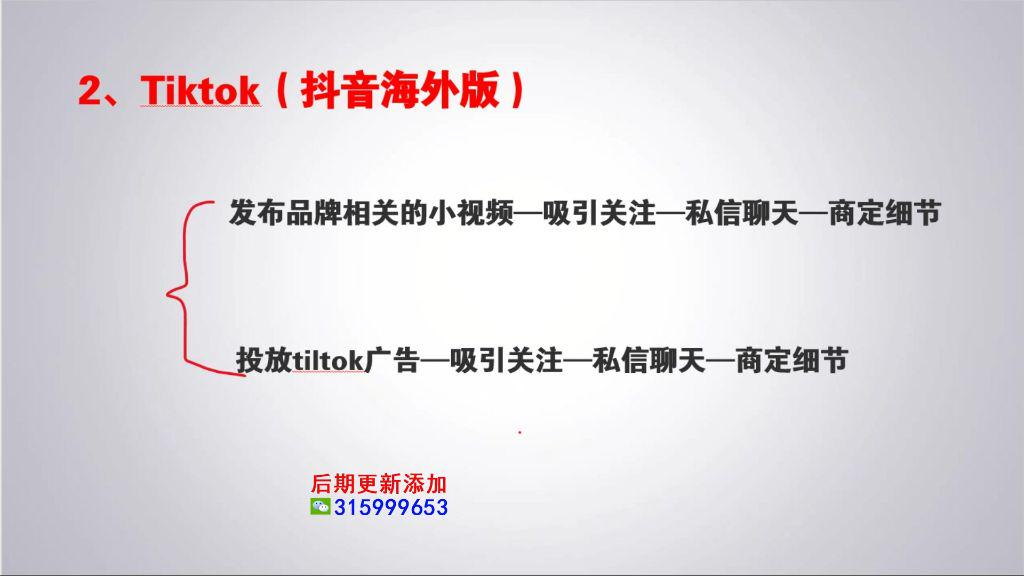 2、Tiktok（抖音海外版）
发布品牌相关的小视频—吸引关注—私信聊天—商定细节
投放tiltok广告—吸引关注—私信聊天—商定细节
后期更新添加
315999653